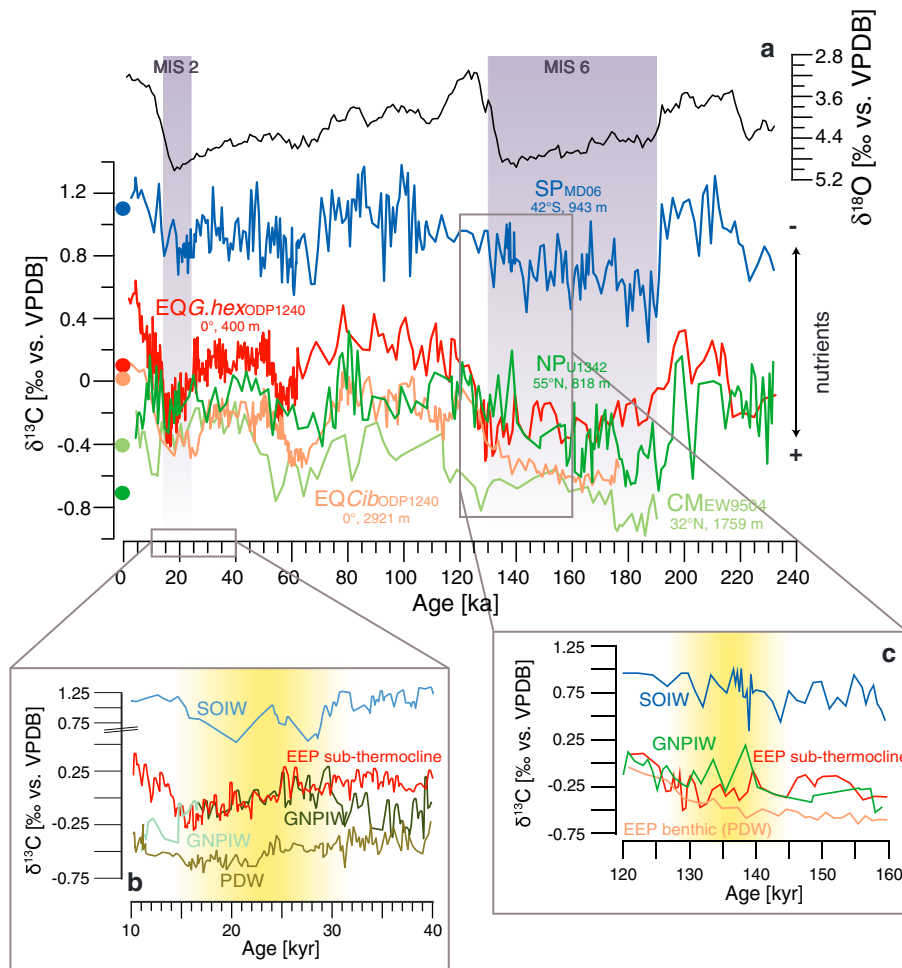 a
MIS 2
MIS 6
2.8
3.6
4.4
5.2
δ18O [‰ vs. VPDB]
1.2
0.8
0.4
0
-0.4
-0.8
δ13C [‰ vs. VPDB]
SPMD06
42°S, 943 m
EQG.hexODP1240
0°, 400 m
NPU1342
55°N, 818 m
EQCibODP1240
0°, 2921 m
CMEW9504
32°N, 1759 m
-
nutrients
+
0 20 40 60 80 100 120 140 160 180 200 220 240
Age [ka]
b
1.25
0.75
0.25
-0.25
-0.75
δ13C [‰ vs. VPDB]
SOIW
EEP sub-thermocline
GNPIW
GNPIW
PDW
10 20 30 40
Age [kyr]
c
1.25
0.75
0.25
-0.25
-0.75
δ13C [‰ vs. VPDB]
SOIW
GNPIW
EEP sub-thermocline
EEP benthic (PDW)
120 130 140 150 160
Age [kyr]